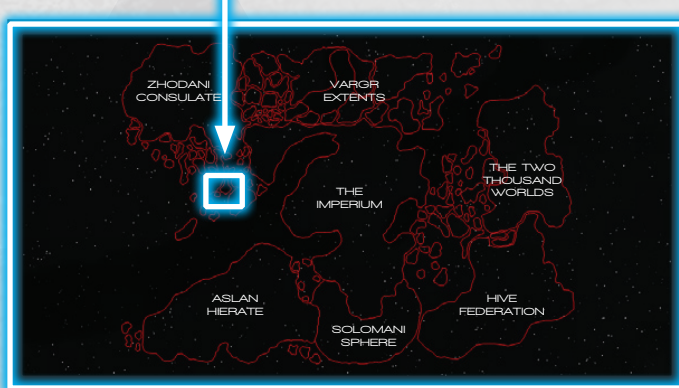 ZHODANI
CONSULATE
VARGR
EXTENTS
THE TWO
THOUSAND
WORLDS
THE
IMPERIUM
ASLAN
HIERATE
SOLOMANI
SPHERE
HIVE
FEDERATION